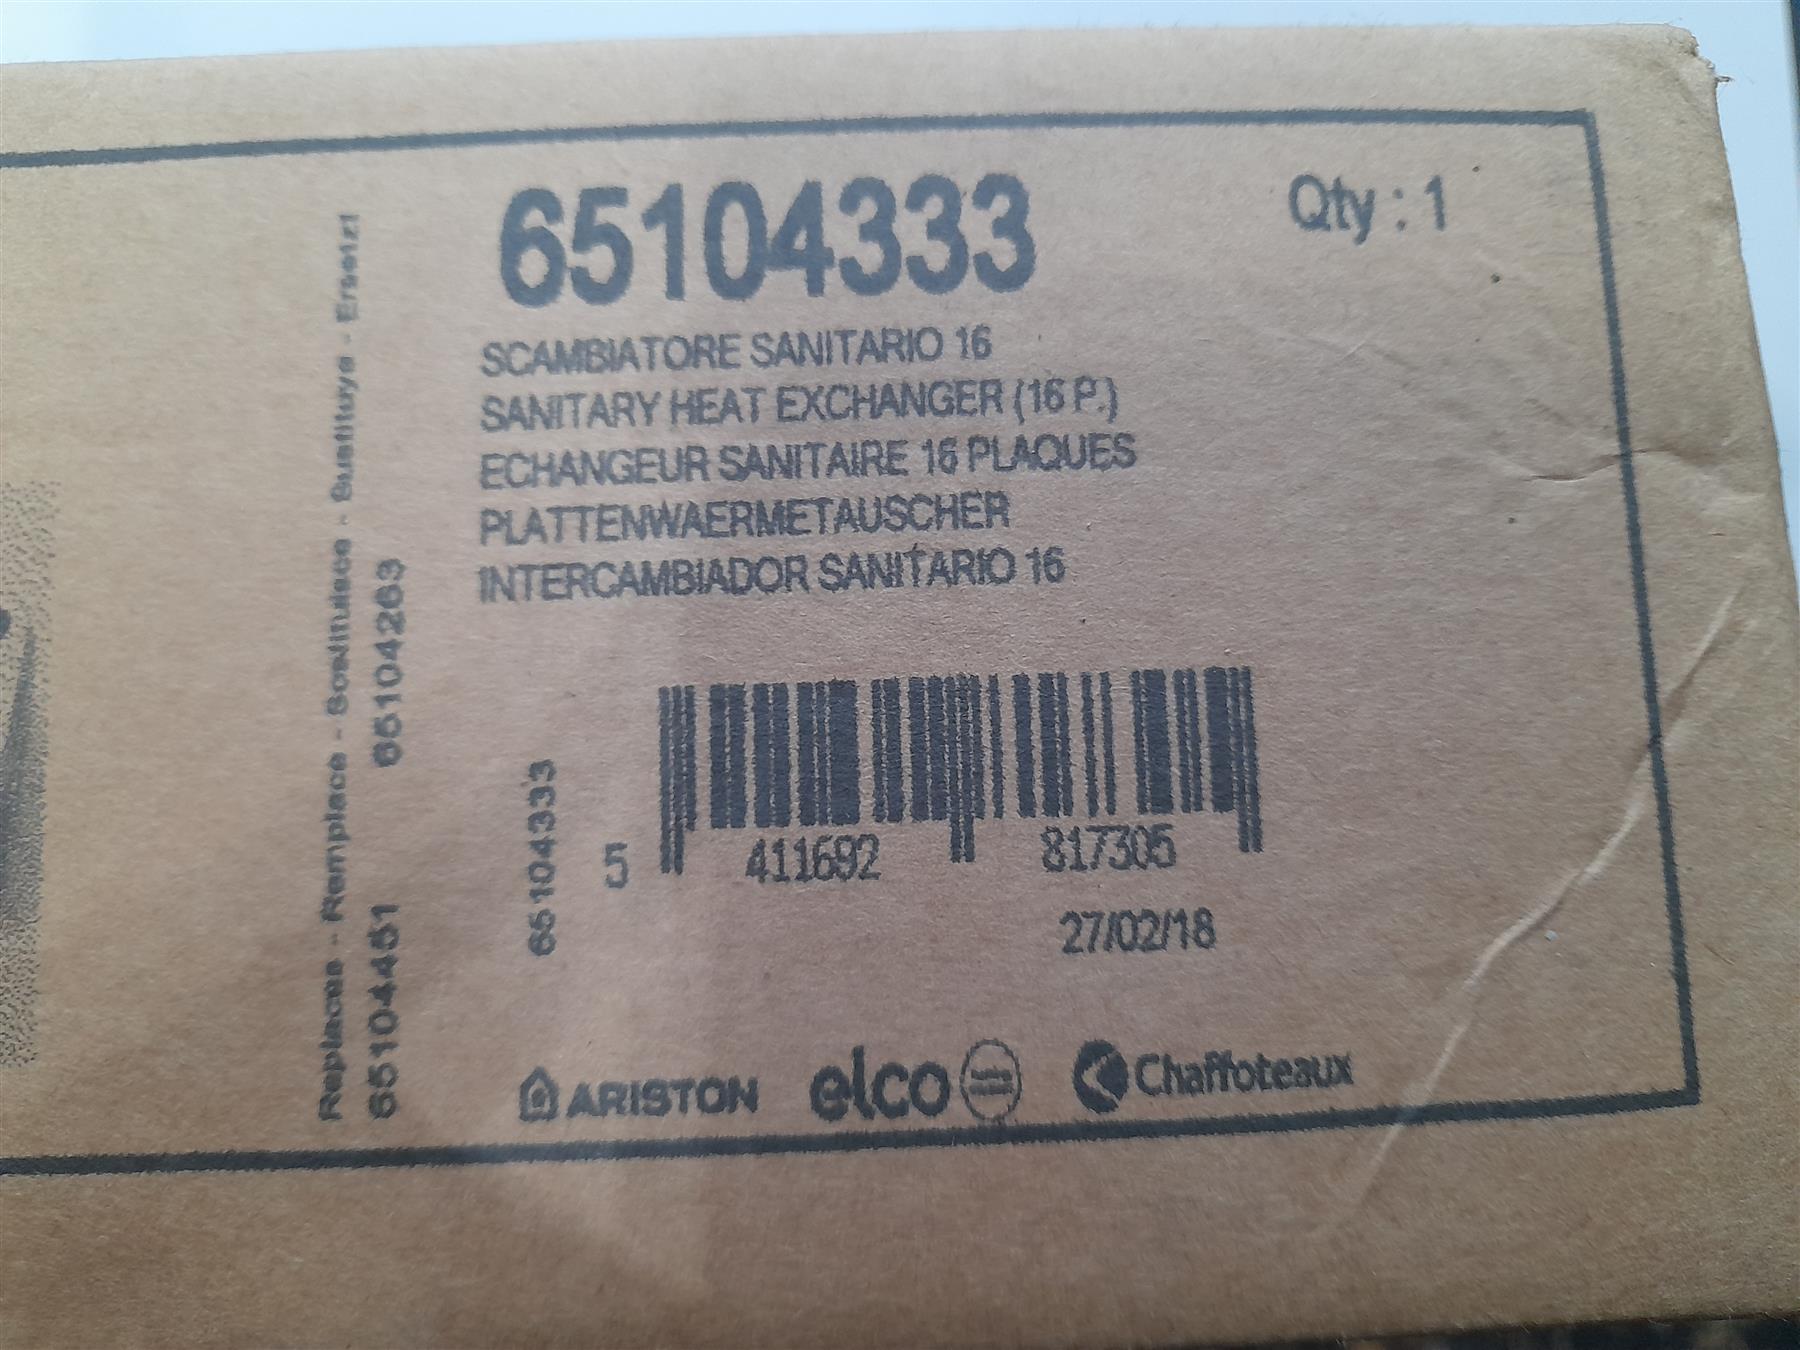 65104333
Qty : 1
SCAMBIATORE SANITARIO 16
SANITARY HEAT EXCHANGER (16 P.)
ECHANGEUR SANITAIRE 16 PLAQUES
PLATTENWAERMETAUSCHER
INTERCAMBIADOR SANITARIO 16
Replaces - Remplace - Sostituisce - Sustituye - Ersetzt
65104451 65104263
65104333
5 411692 817305
27/02/18
ARISTON elco Chaffoteaux